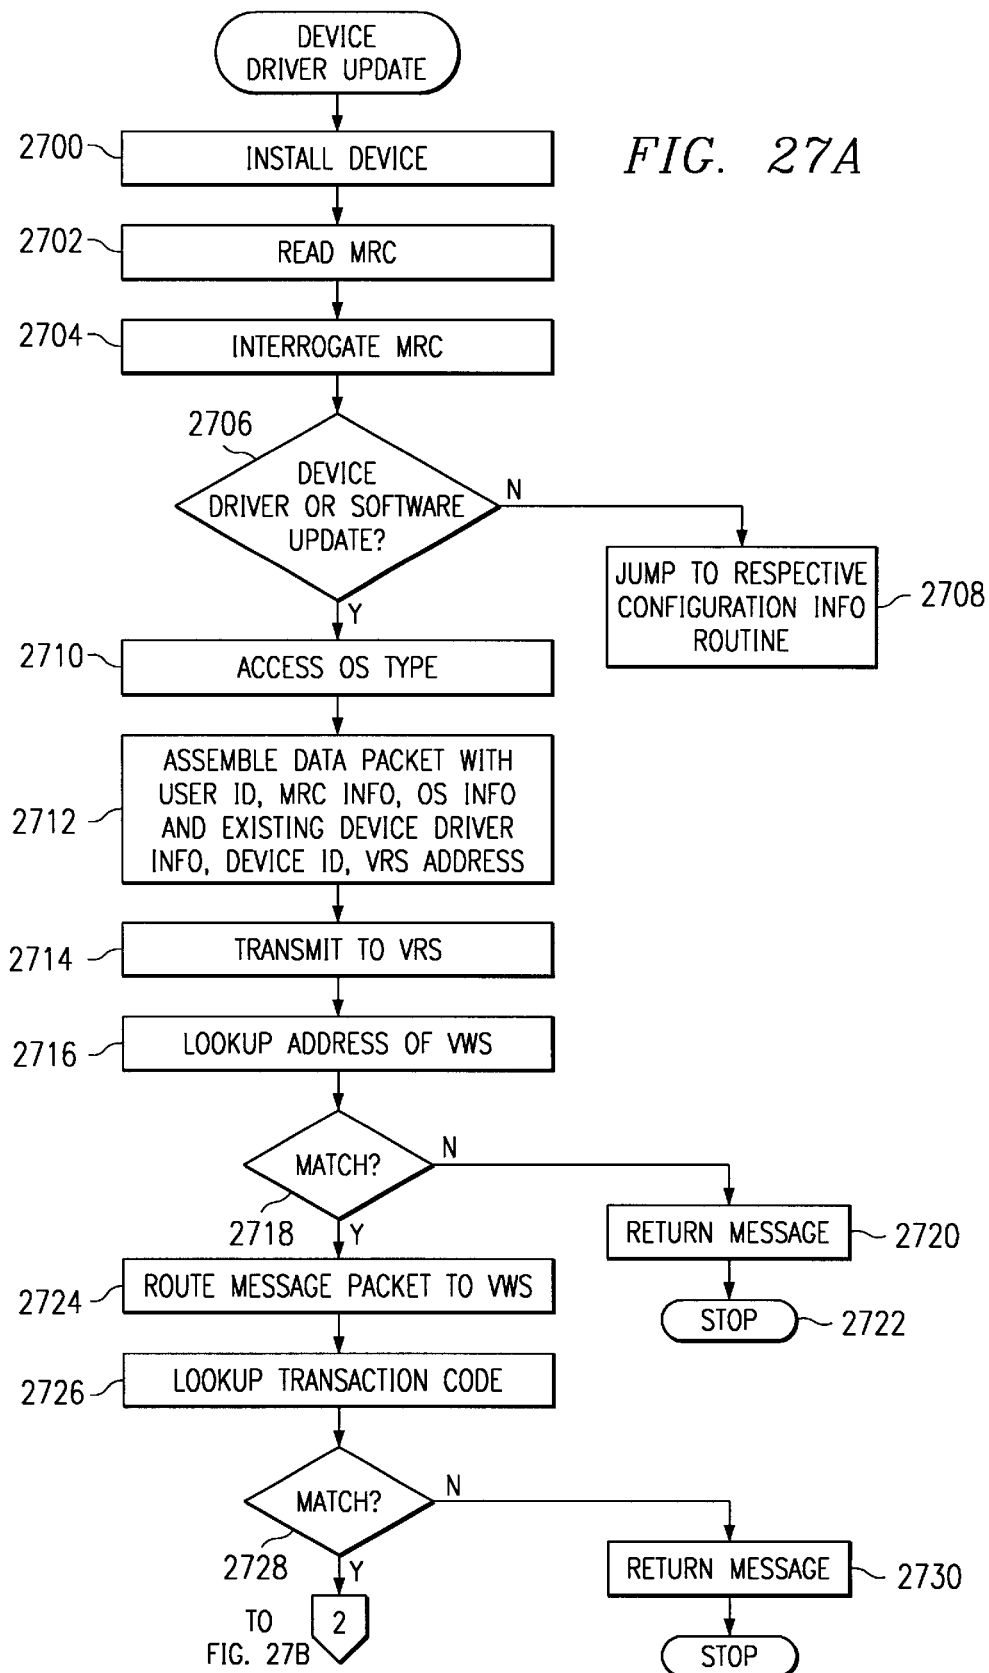 DEVICE
DRIVER UPDATE
FIG. 27A
2700
INSTALL DEVICE
2702
READ MRC
2704
INTERROGATE MRC
2706
DEVICE
DRIVER OR SOFTWARE
UPDATE?
N
Y
JUMP TO RESPECTIVE
CONFIGURATION INFO
ROUTINE
2708
2710
ACCESS OS TYPE
2712
ASSEMBLE DATA PACKET WITH
USER ID, MRC INFO, OS INFO
AND EXISTING DEVICE DRIVER
INFO, DEVICE ID, VRS ADDRESS
2714
TRANSMIT TO VRS
2716
LOOKUP ADDRESS OF VWS
MATCH?
N
2718
Y
RETURN MESSAGE
2720
STOP
2722
2724
ROUTE MESSAGE PACKET TO VWS
2726
LOOKUP TRANSACTION CODE
MATCH?
N
2728
Y
RETURN MESSAGE
2730
STOP
2
TO
FIG. 27B